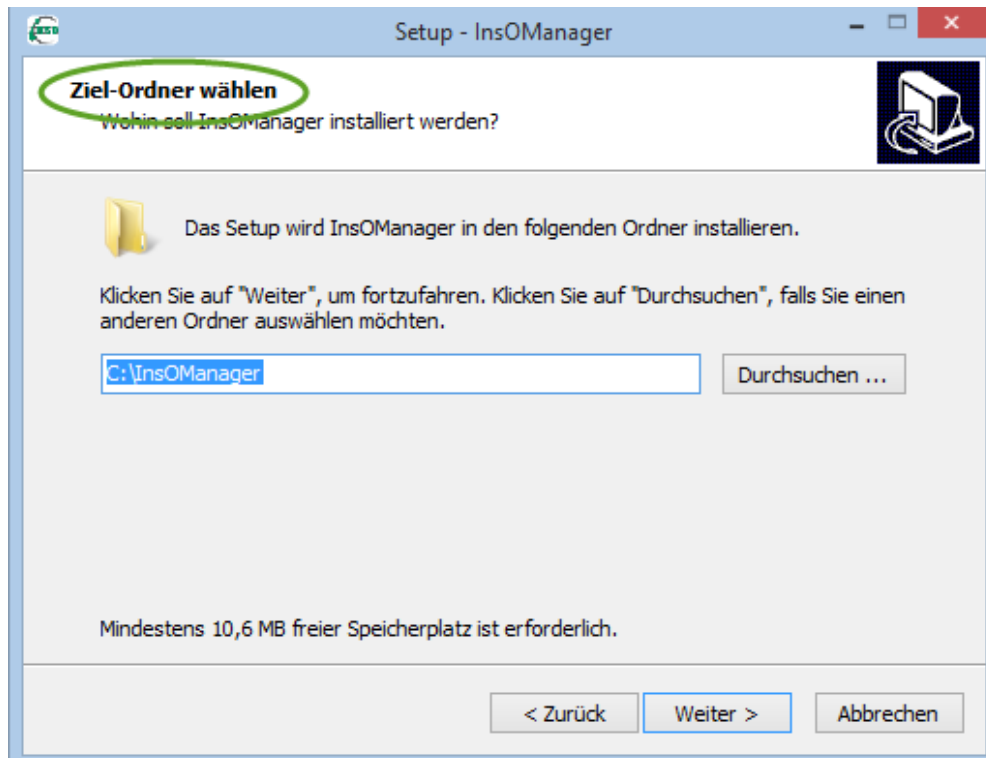 Setup - InsOManager
Ziel-Ordner wählen
Wohin soll InsOManager installiert werden?
Das Setup wird InsOManager in den folgenden Ordner installieren.
Klicken Sie auf "Weiter", um fortzufahren. Klicken Sie auf "Durchsuchen", falls Sie einen
anderen Ordner auswählen möchten.
C:\InsOManager
Durchsuchen ...
Mindestens 10,6 MB freier Speicherplatz ist erforderlich.
< Zurück
Weiter >
Abbrechen